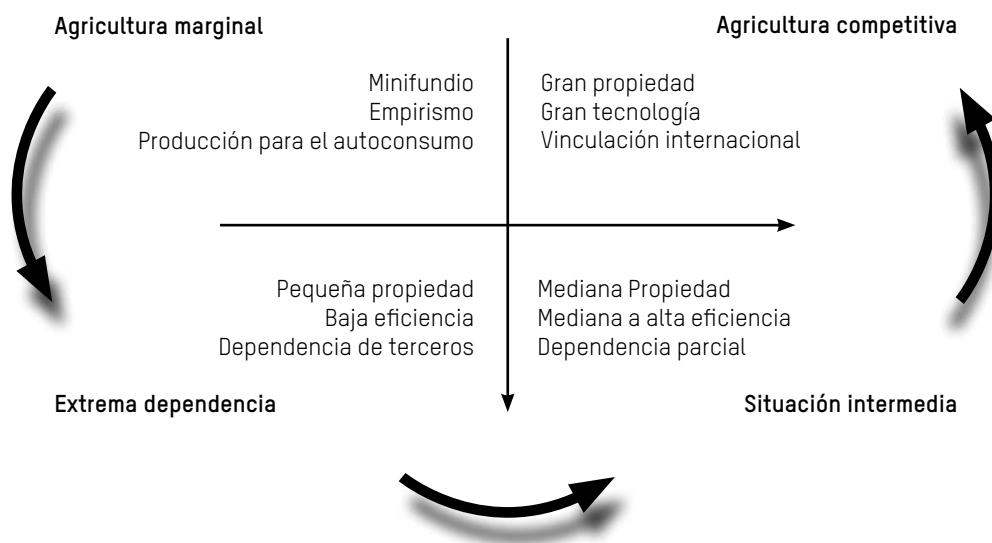 Agricultura marginal
Agricultura competitiva
Minifundio
Empirismo
Producción para el autoconsumo
Gran propiedad
Gran tecnología
Vinculación internacional
Pequeña propiedad
Baja eficiencia
Dependencia de terceros
Mediana Propiedad
Mediana a alta eficiencia
Dependencia parcial
Extrema dependencia
Situación intermedia